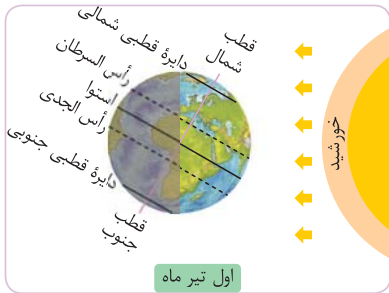 قطب
شمال
دایرهٔ قطبی شمالی
رأس السرطان
استوا
رأس الجدی
دایرهٔ قطبی جنوبی
قطب
جنوب
خورشید
اول تیر ماه